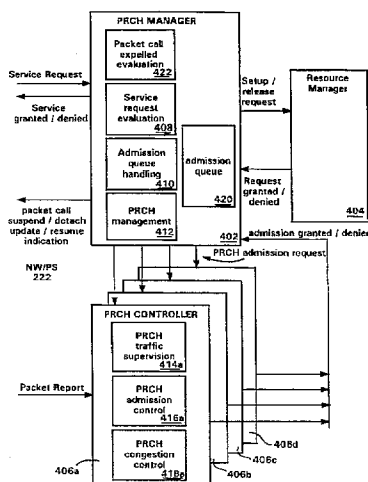 PRCH MANAGER
Packet call
expelled
evaluation
422
Service Request
Service
granted / denied
Service
request
evaluation
408
Setup /
release
request
Resource
Manager
404
Admission
queue
handling
410
admission
queue
420
Request
granted /
denied
packet call
suspend / detach
update / resume
indication
PRCH
management
412
402
admission granted / denied
PRCH admission request
NW/PS
222
PRCH CONTROLLER
PRCH
traffic
supervision
414a
Packet Report
PRCH
admission
control
416a
PRCH
congestion
control
418a
406a
406b
406c
406d